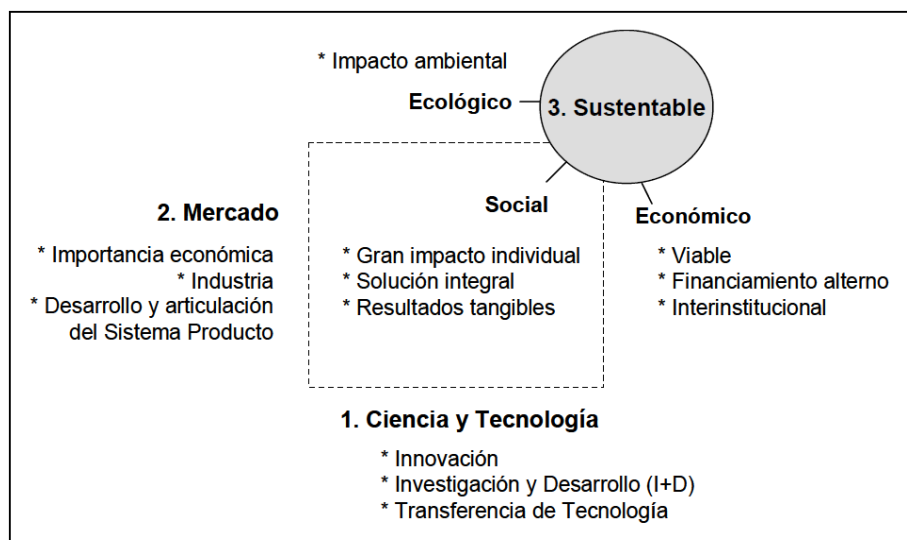 * Impacto ambiental
Ecológico
3. Sustentable
Social
Económico
2. Mercado
* Importancia económica
* Industria
* Desarrollo y articulación
del Sistema Producto
* Gran impacto individual
* Solución integral
* Resultados tangibles
* Viable
* Financiamiento alterno
* Interinstitucional
1. Ciencia y Tecnología
* Innovación
* Investigación y Desarrollo (I+D)
* Transferencia de Tecnología